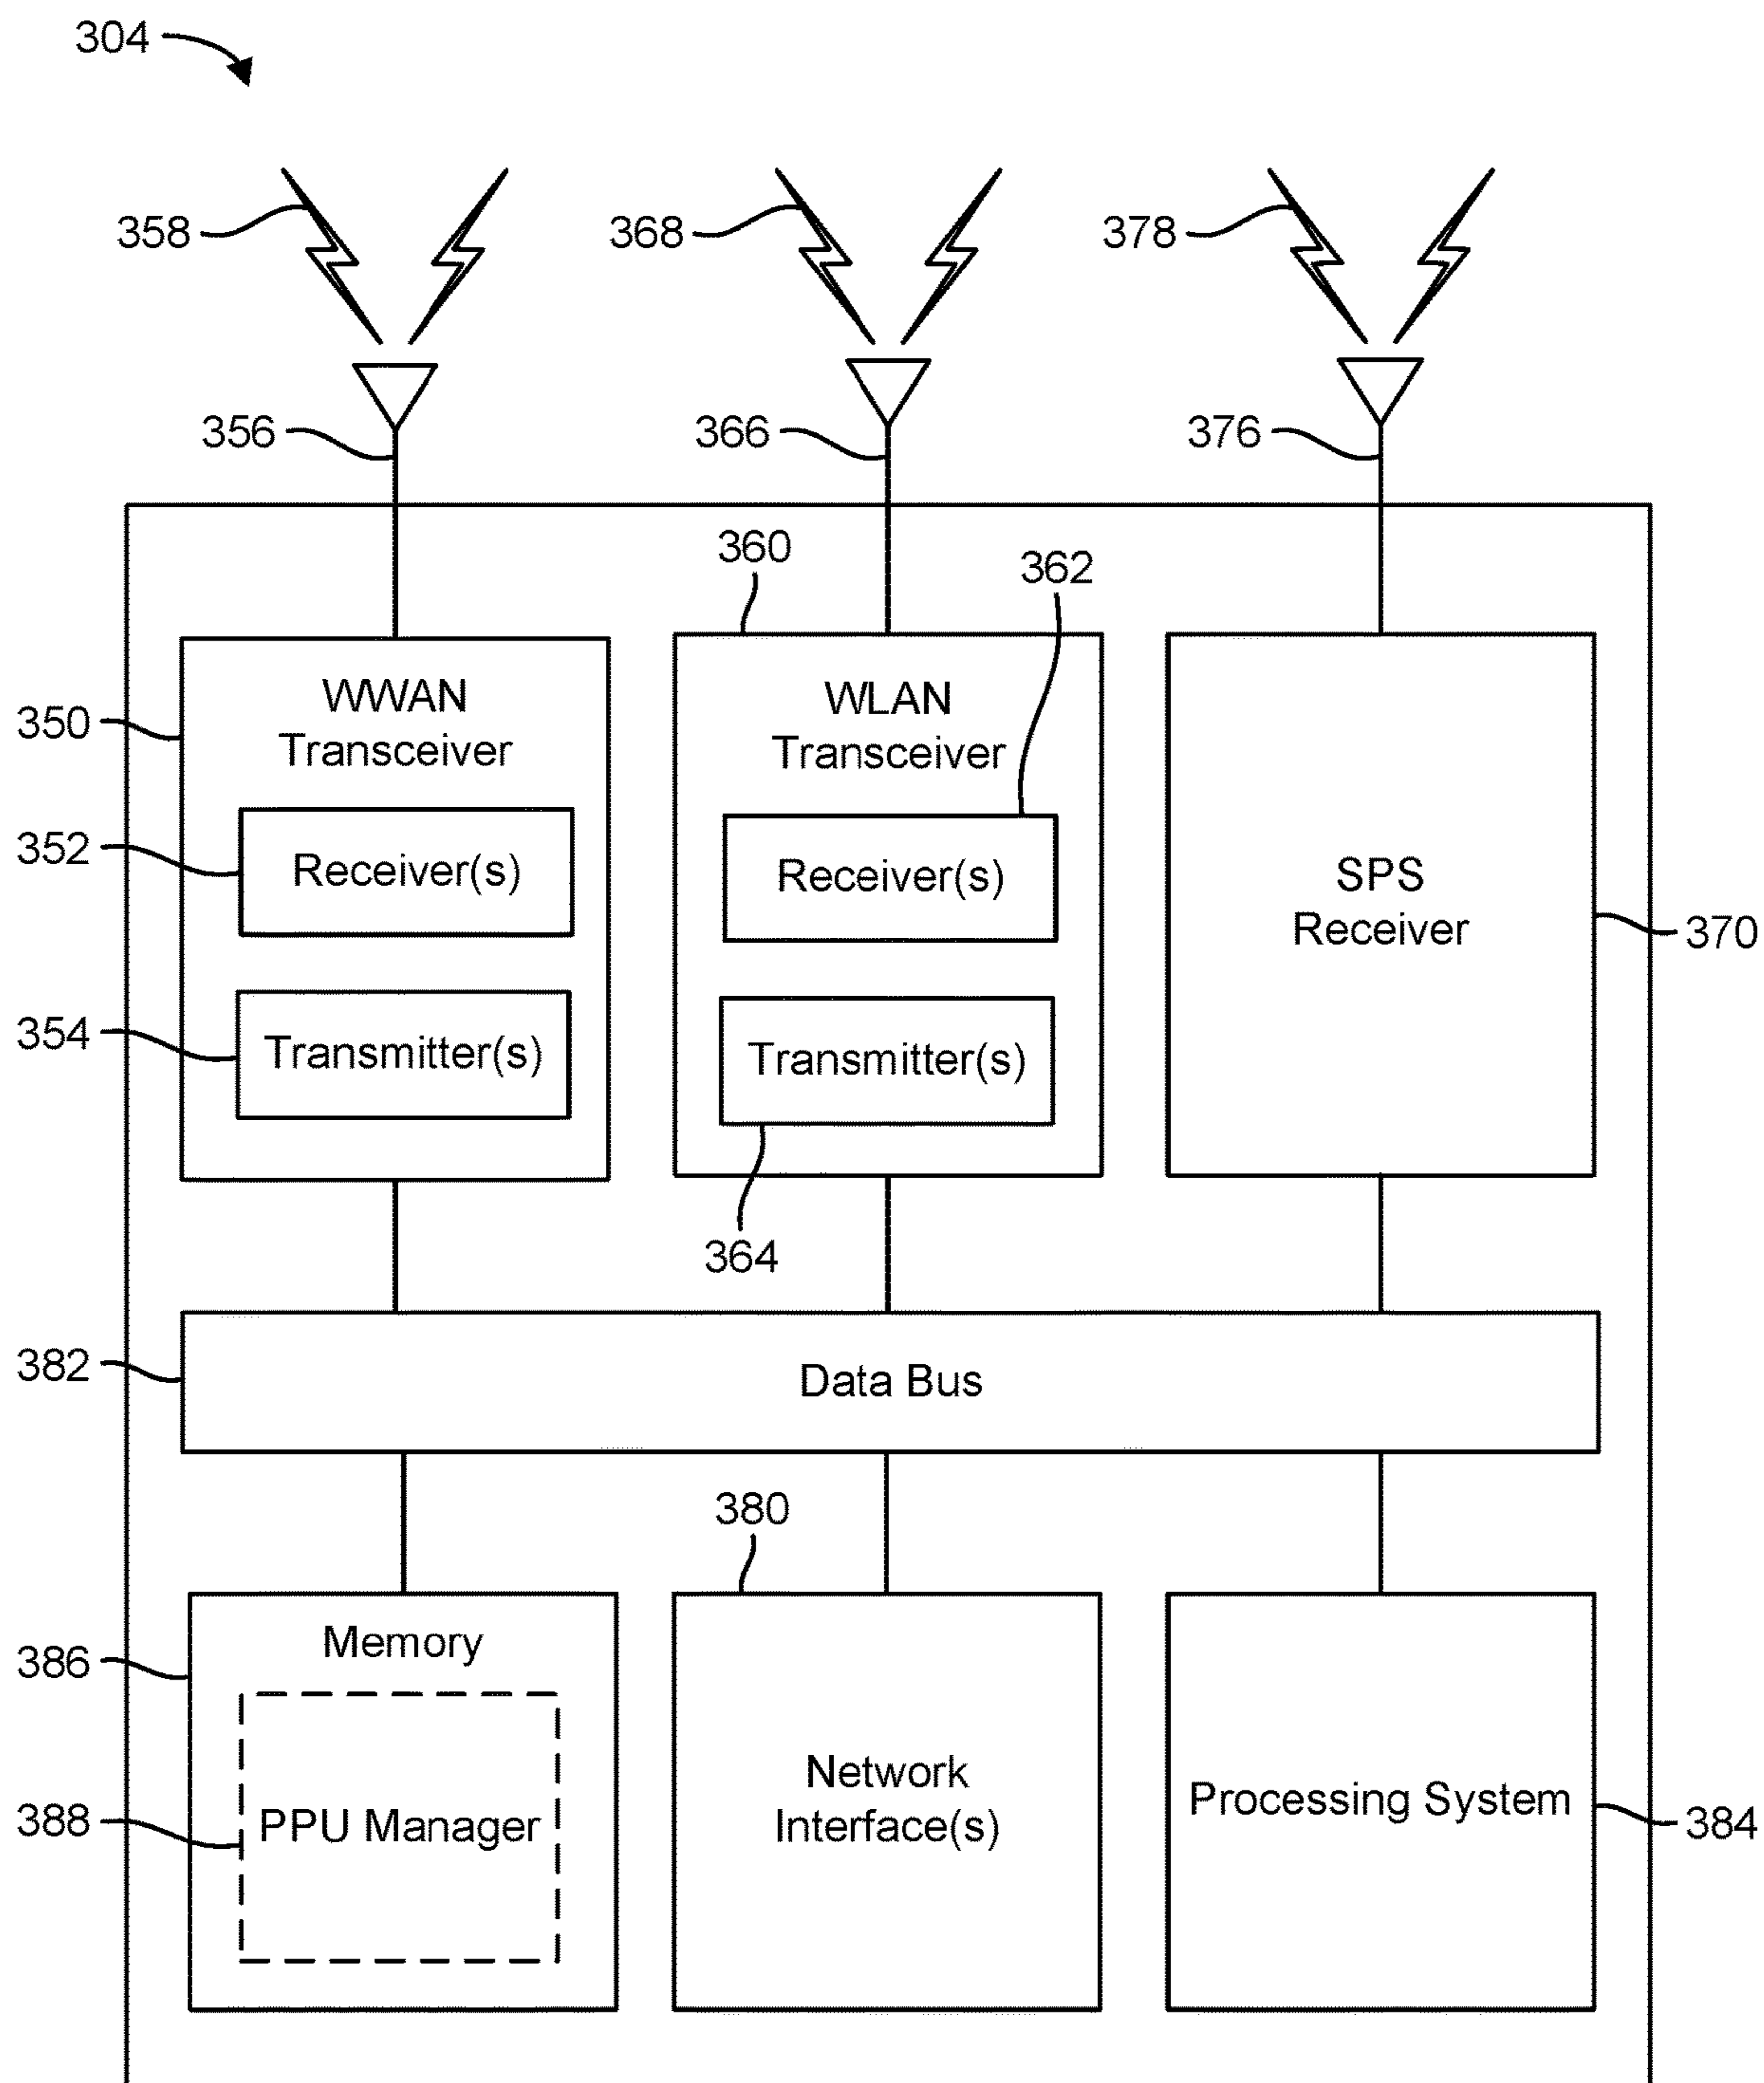 304
358
368
378
356
366
376
360
362
WWAN
Transceiver
WLAN
Transceiver
350
352
Receiver(s)
Receiver(s)
SPS
Receiver
370
354
Transmitter(s)
Transmitter(s)
364
382
Data Bus
380
Memory
386
Network
Interface(s)
Processing System
388
PPU Manager
384